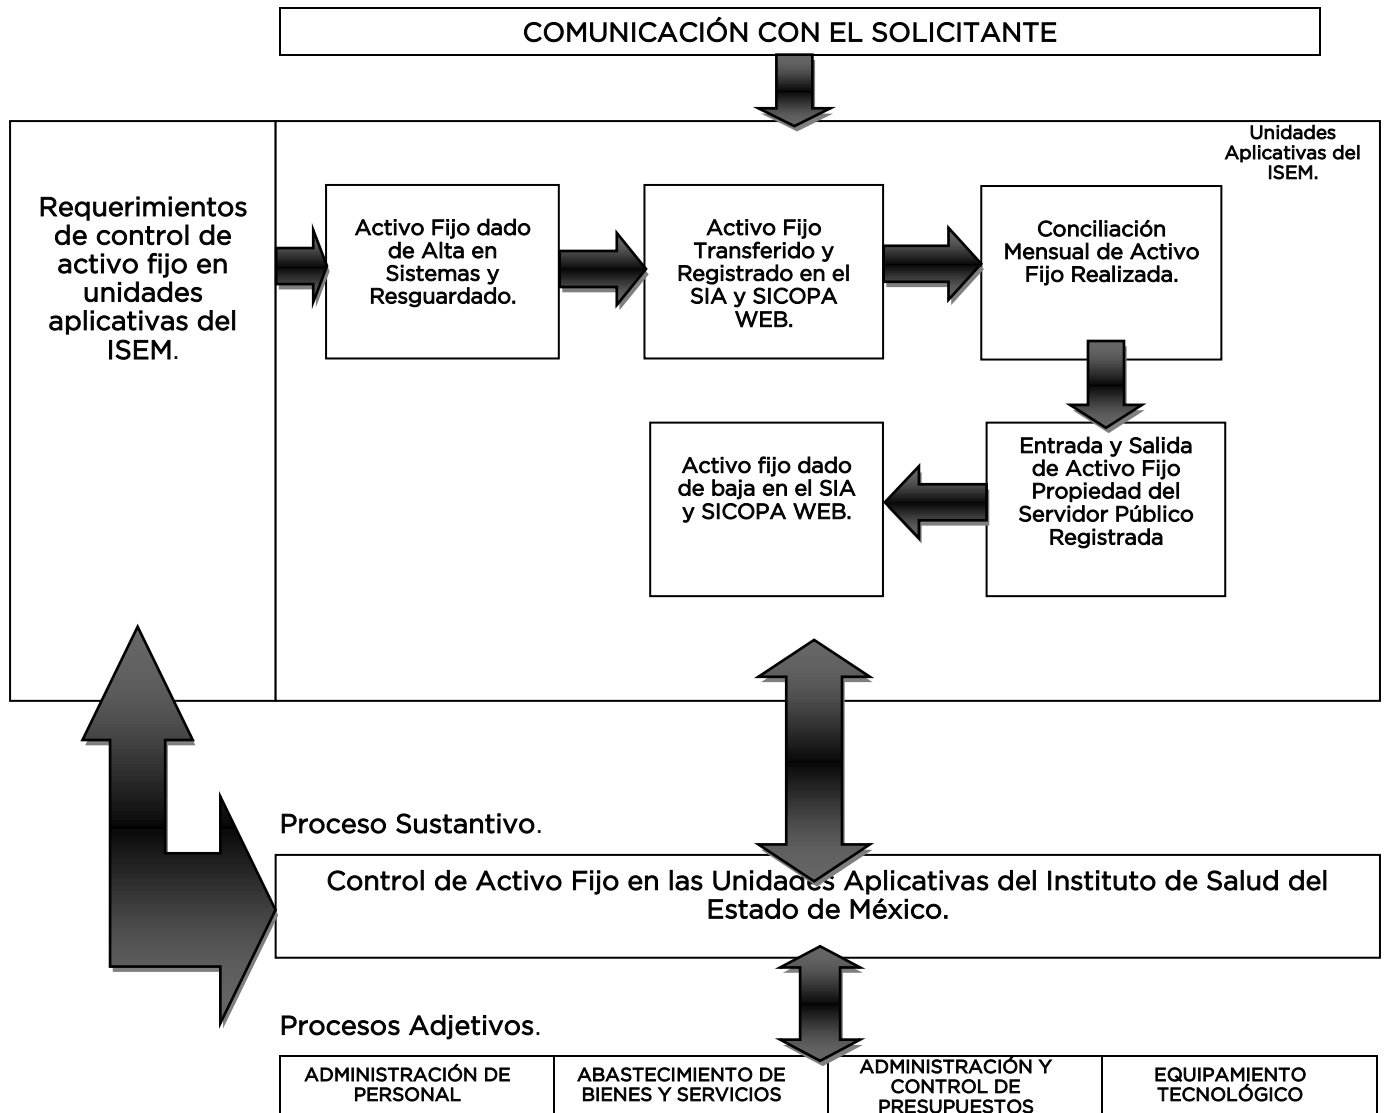 COMUNICACIÓN CON EL SOLICITANTE
Unidades
Aplicativas del
ISEM.
Requerimientos
de control de
activo fijo en
unidades
aplicativas del
ISEM.
Activo Fijo dado
de Alta en
Sistemas y
Resguardado.
Activo Fijo
Transferido y
Registrado en el
SIA y SICOPA
WEB.
Conciliación
Mensual de Activo
Fijo Realizada.
Entrada y Salida
de Activo Fijo
Propiedad del
Servidor Público
Registrada
Activo fijo dado
de baja en el SIA
y SICOPA WEB.
Proceso Sustantivo.
Control de Activo Fijo en las Unidades Aplicativas del Instituto de Salud del
Estado de México.
Procesos Adjetivos.
ADMINISTRACIÓN DE
PERSONAL
ABASTECIMIENTO DE
BIENES Y SERVICIOS
ADMINISTRACIÓN Y
CONTROL DE
PRESUPUESTOS
EQUIPAMIENTO
TECNOLÓGICO